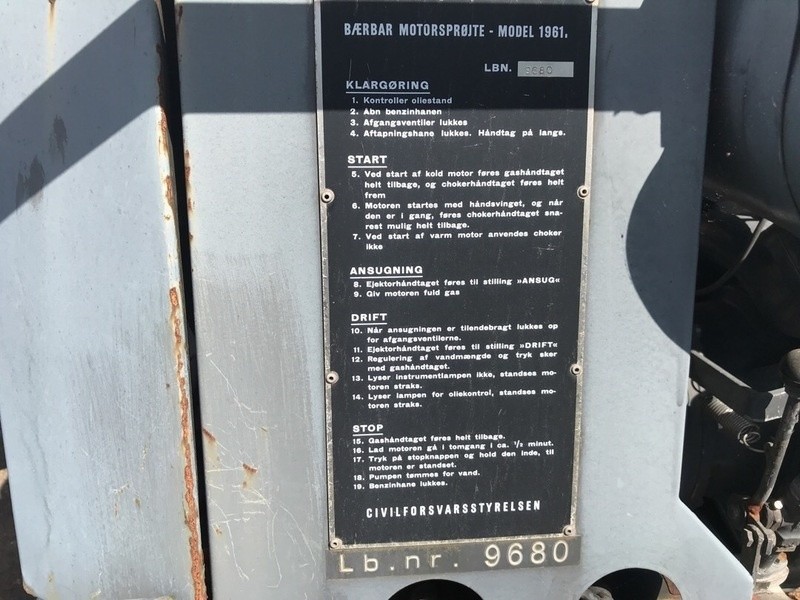 BÆRBAR MOTORSPRØJTE - MODEL 1961.
LBN. 9680
KLARGØRING
1. Kontroller oliestand
2. Åbn benzinhanen
3. Afgangsventiler lukkes
4. Aftapningshane lukkes. Håndtag på langs.
START
5. Ved start af kold motor føres gashåndtaget
helt tilbage, og chokerhåndtaget føres helt
frem
6. Motoren startes med håndsvinget, og når
den er i gang, føres chokerhåndtaget sna-
rest mulig helt tilbage.
7. Ved start af varm motor anvendes choker
ikke
ANSUGNING
8. Ejektorhåndtaget føres til stilling »ANSUG«
9. Giv motoren fuld gas
DRIFT
10. Når ansugningen er tilendebragt lukkes op
for afgangsventilerne.
11. Ejektorhåndtaget føres til stilling »DRIFT«
12. Regulering af vandmængde og tryk sker
med gashåndtaget.
13. Lyser instrumentlampen ikke, standses mo-
toren straks.
14. Lyser lampen for oliekontrol, standses mo-
toren straks.
STOP
15. Gashåndtaget føres helt tilbage.
16. Lad motoren gå i tomgang i ca. 1/2 minut.
17. Tryk på stopknappen og hold den inde, til
motoren er standset.
18. Pumpen tømmes for vand.
19. Benzinhane lukkes.
CIVILFORSVARSSTYRELSEN
Lb.nr. 9680